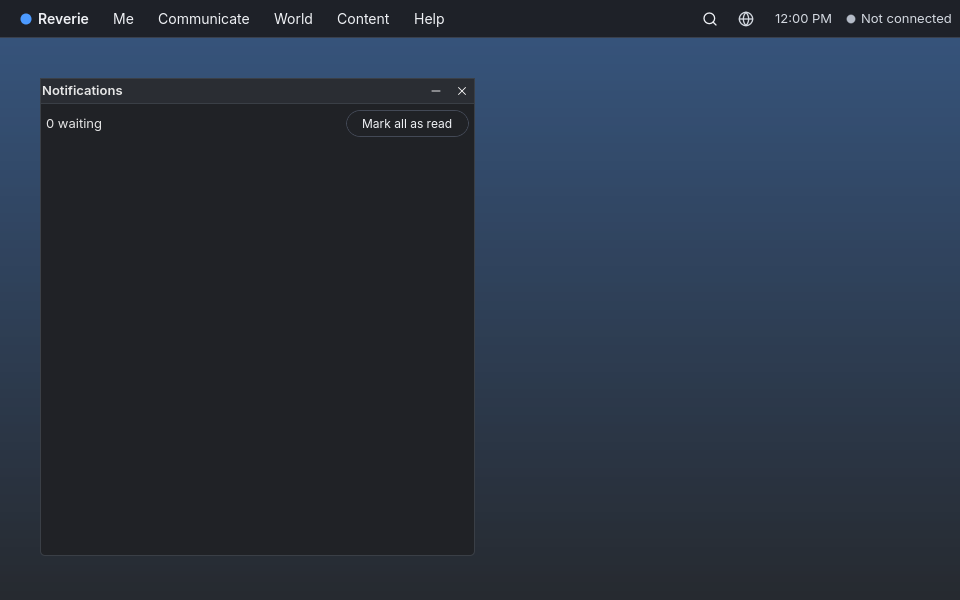 Reverie Me Communicate World Content Help 12:00 PM Not connected
Notifications
0 waiting Mark all as read